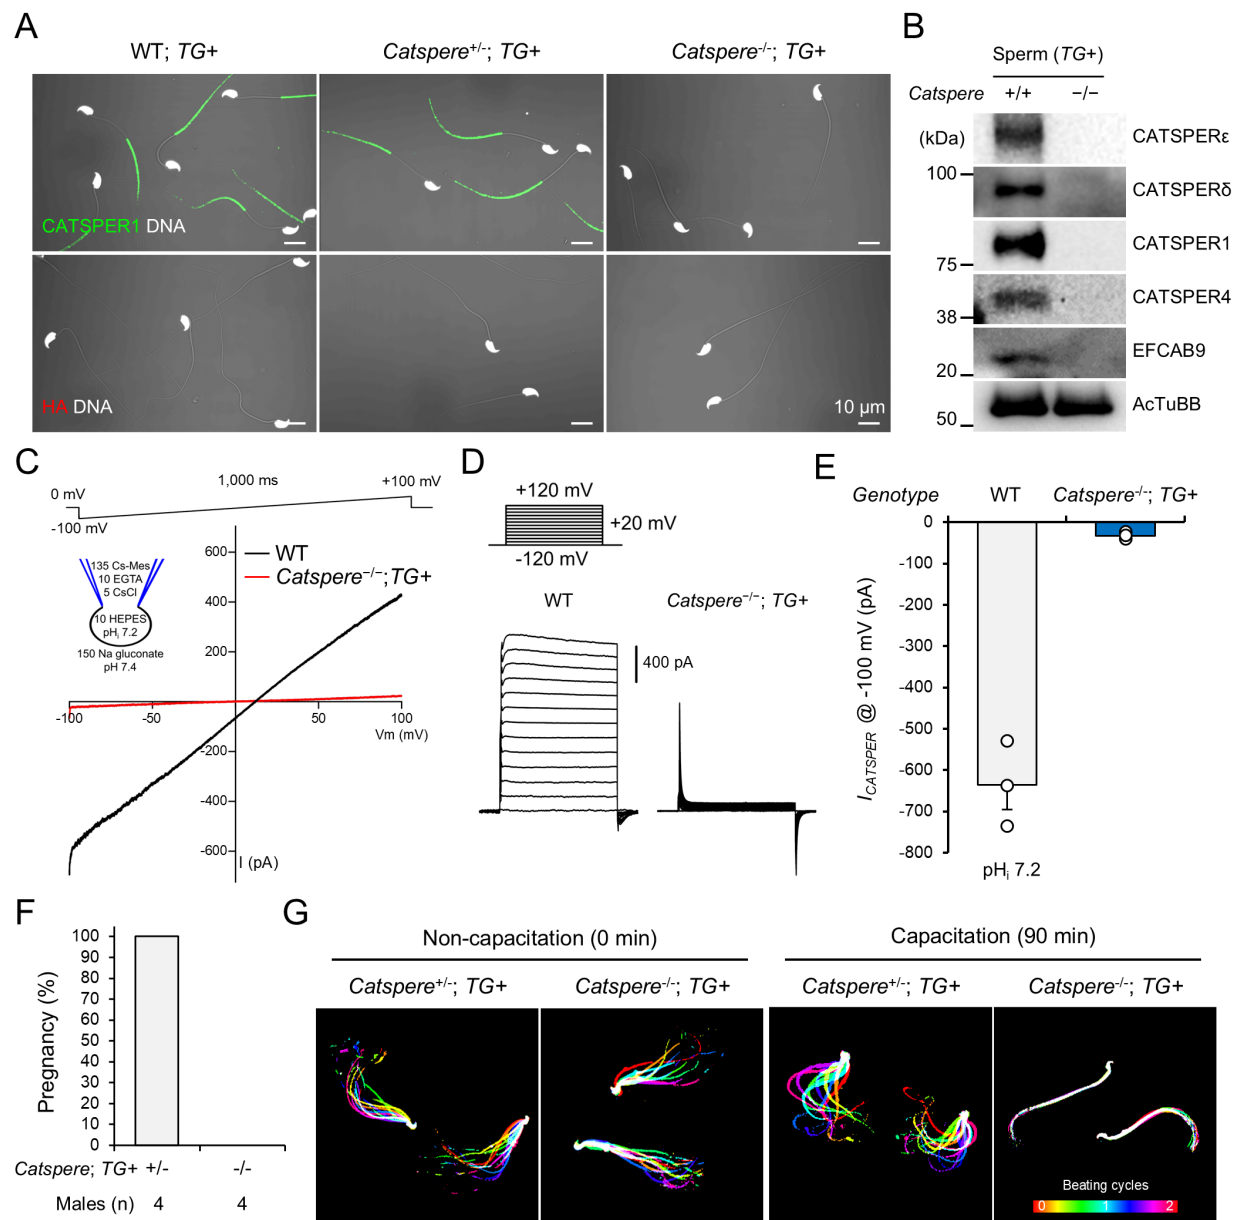 A
WT; TG+
Catspere+/-; TG+
Catspere-/-; TG+
CATSPER1 DNA
HA DNA
10 µm
B
Sperm (TG+)
Catspere +/+ −/−
(kDa)
CATSPERε
100
CATSPERδ
CATSPER1
75
CATSPER4
38
EFCAB9
20
AcTuBB
50
C
1,000 ms
0 mV
+100 mV
-100 mV
600
WT
Catspere−/−;TG+
135 Cs-Mes
10 EGTA
5 CsCl
10 HEPES
pHi 7.2
150 Na gluconate
pH 7.4
400
200
-100 -50 50 100
Vm (mV)
-200
-400
-600
I (pA)
D
+120 mV
+20 mV
-120 mV
WT
Catspere−/−; TG+
400 pA
E
Genotype WT Catspere-/-; TG+
0
-100
-200
-300
-400
-500
-600
-700
-800
ICATSPER @ -100 mV (pA)
pHi 7.2
F
Pregnancy (%)
100
90
80
70
60
50
40
30
20
10
0
Catspere; TG+ +/- -/-
Males (n) 4 4
G
Non-capacitation (0 min)
Capacitation (90 min)
Catspere+/-; TG+
Catspere-/-; TG+
Catspere+/-; TG+
Catspere-/-; TG+
Beating cycles
0 1 2